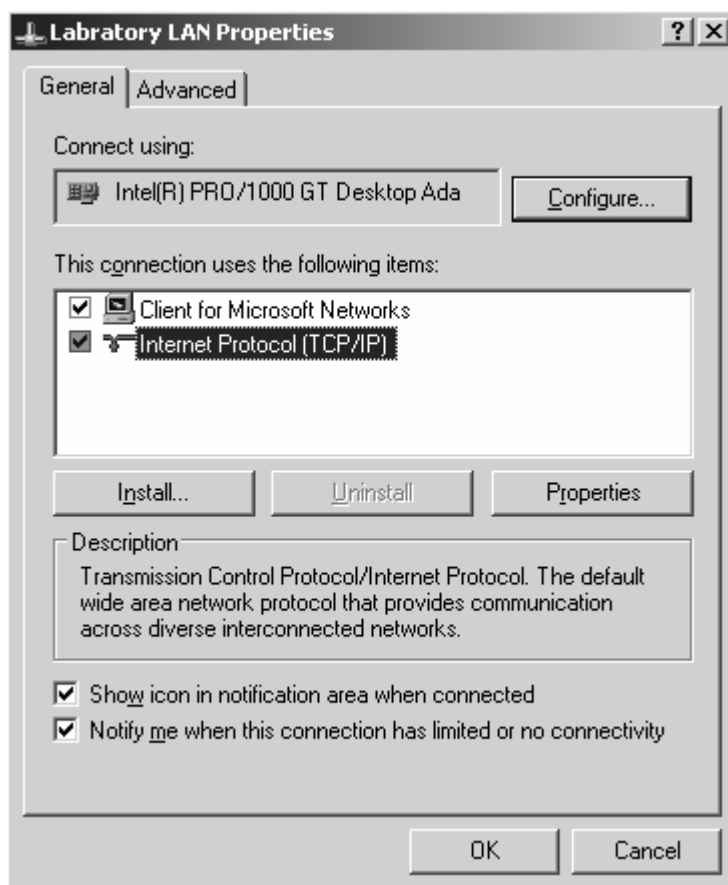 Labratory LAN Properties
General
Advanced
Connect using:
Intel(R) PRO/1000 GT Desktop Ada
Configure...
This connection uses the following items:
Client for Microsoft Networks
Internet Protocol (TCP/IP)
Install...
Uninstall
Properties
Description
Transmission Control Protocol/Internet Protocol. The default
wide area network protocol that provides communication
across diverse interconnected networks.
Show icon in notification area when connected
Notify me when this connection has limited or no connectivity
OK
Cancel